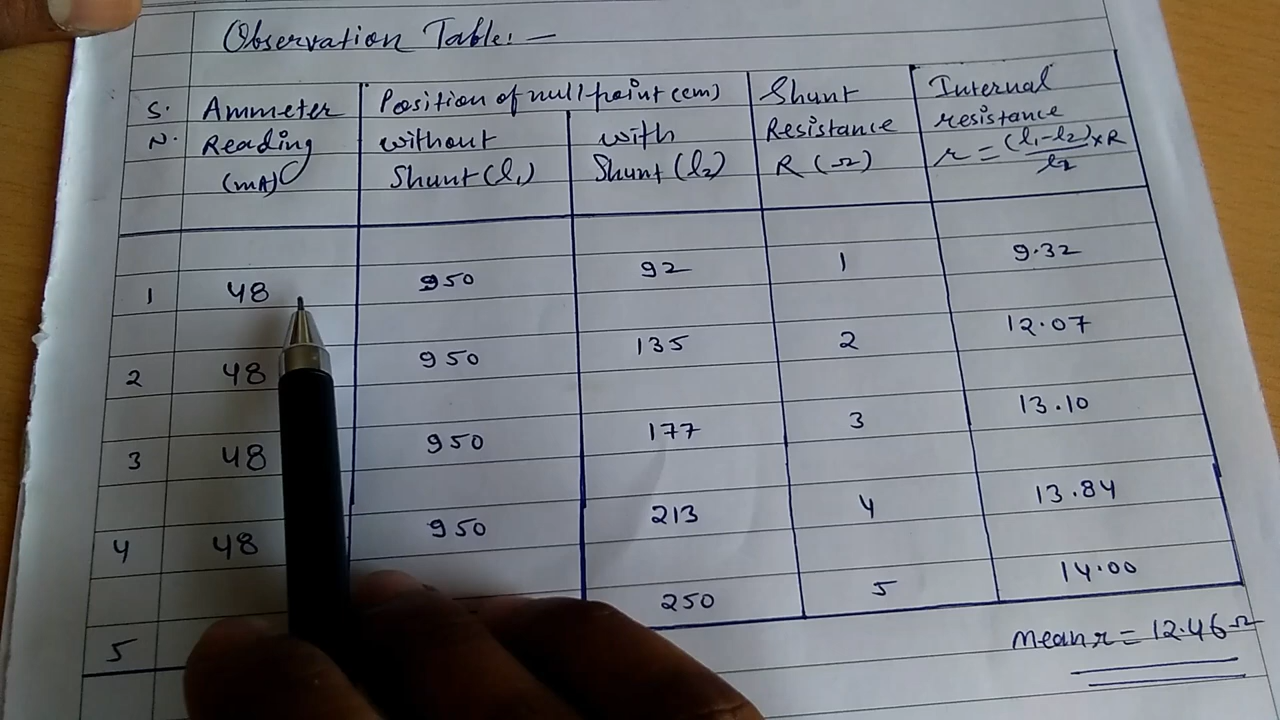 Observation Table: —
S. N. | Ammeter Reading (mA) | Position of null point (cm) | Shunt Resistance R (Ω) | Internal resistance r = (l1-l2)/l2 × R
without Shunt (l1) | with Shunt (l2)
1 | 48 | 950 | 92 | 1 | 9.32
2 | 48 | 950 | 135 | 2 | 12.07
3 | 48 | 950 | 177 | 3 | 13.10
4 | 48 | 950 | 213 | 4 | 13.84
5 | 250 | 5 | 14.00
Mean r = 12.46 Ω